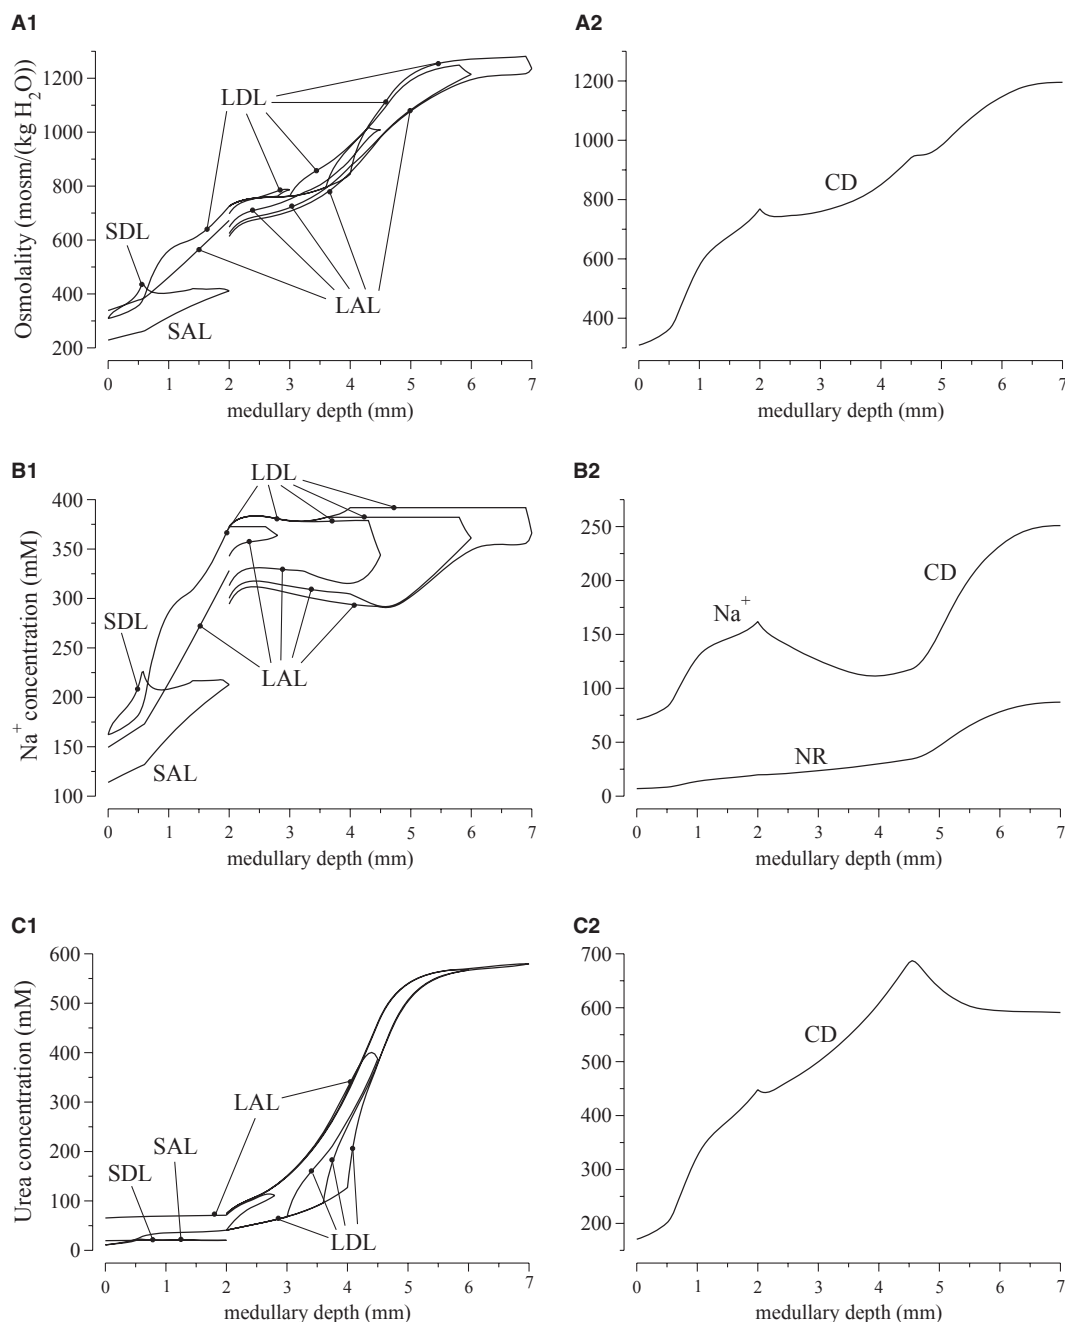 A1
Osmolality (mosm/(kg H₂O))
1200
1000
800
600
400
200
LDL
SDL
LAL
SAL
0 1 2 3 4 5 6 7
medullary depth (mm)
A2
1200
1000
800
600
400
CD
0 1 2 3 4 5 6 7
medullary depth (mm)
B1
Na⁺ concentration (mM)
400
350
300
250
200
150
100
LDL
SDL
LAL
SAL
0 1 2 3 4 5 6 7
medullary depth (mm)
B2
250
200
150
100
50
0
CD
Na⁺
NR
0 1 2 3 4 5 6 7
medullary depth (mm)
C1
Urea concentration (mM)
600
500
400
300
200
100
0
LAL
SAL
SDL
LDL
0 1 2 3 4 5 6 7
medullary depth (mm)
C2
700
600
500
400
300
200
CD
0 1 2 3 4 5 6 7
medullary depth (mm)